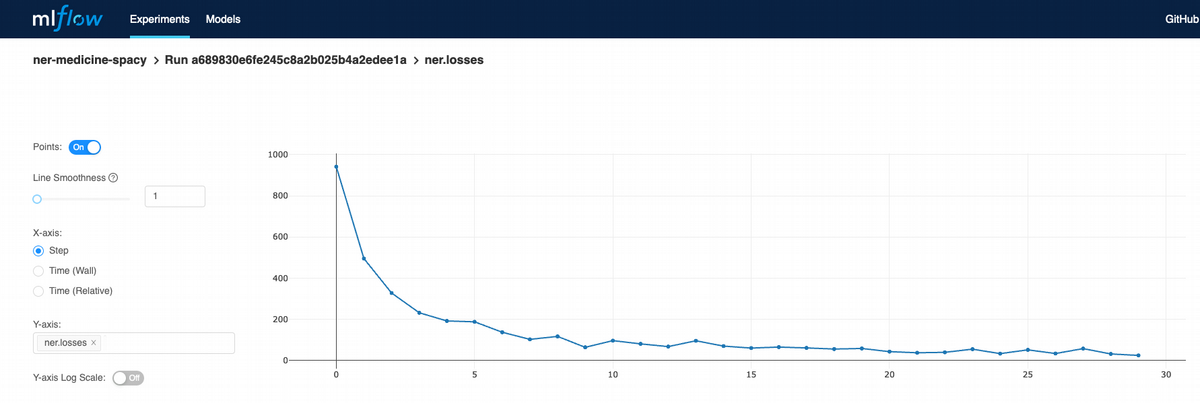 mlflow Experiments Models GitHub
ner-medicine-spacy > Run a689830e6fe245c8a2b025b4a2edee1a > ner.losses
Points: On
Line Smoothness ?
1
X-axis:
Step
Time (Wall)
Time (Relative)
Y-axis:
ner.losses ×
Y-axis Log Scale: Off
1000
800
600
400
200
0
0 5 10 15 20 25 30